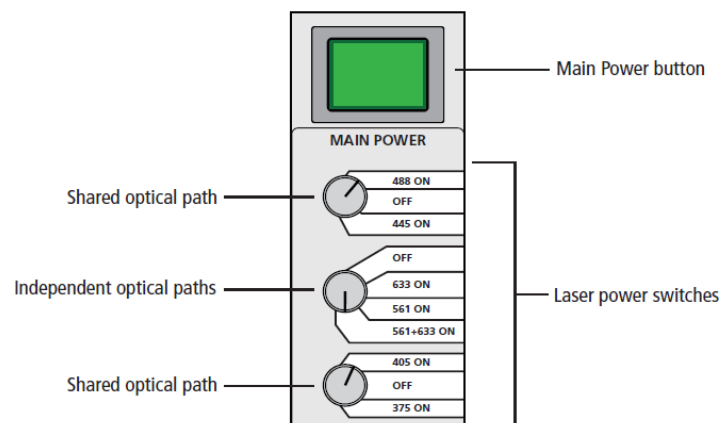 Main Power button
MAIN POWER
Shared optical path
488 ON
OFF
445 ON
Independent optical paths
OFF
633 ON
561 ON
561+633 ON
Laser power switches
Shared optical path
405 ON
OFF
375 ON